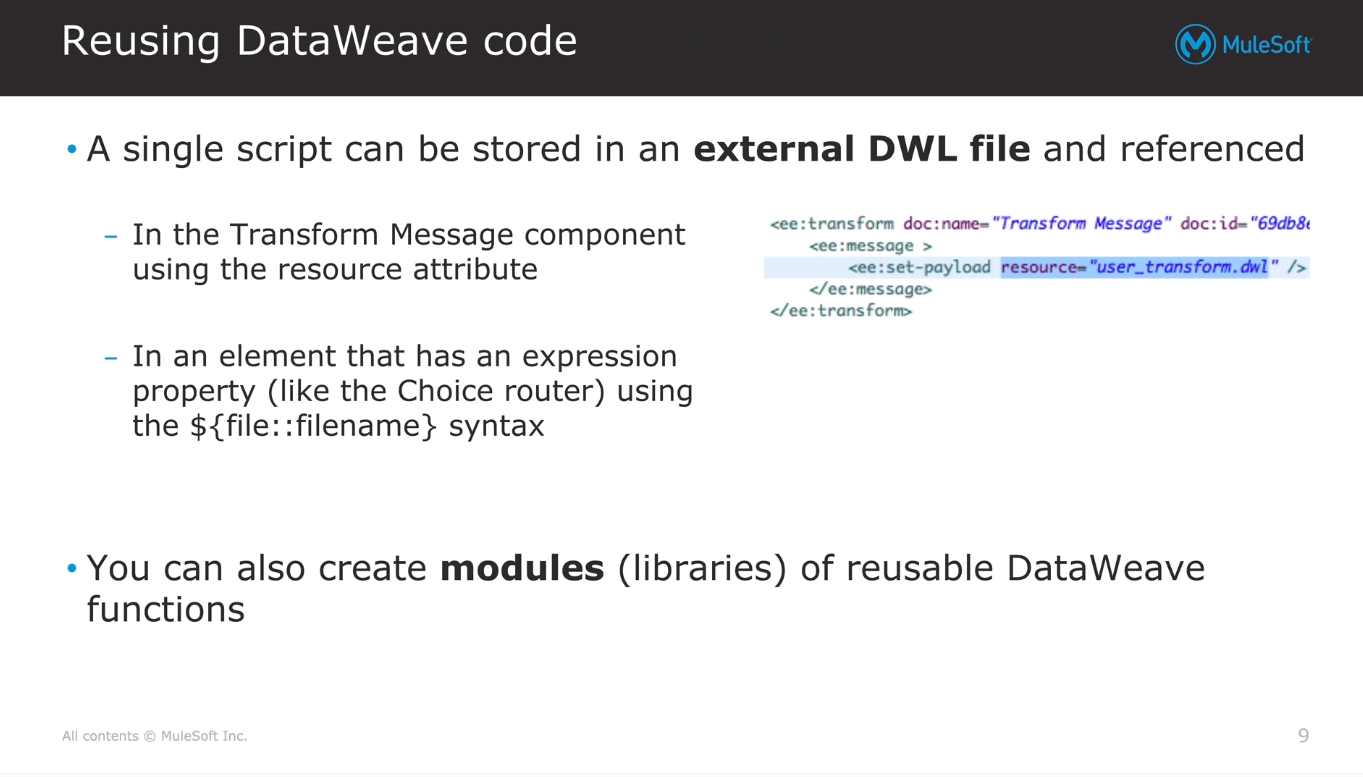 Reusing DataWeave code
MuleSoft
• A single script can be stored in an external DWL file and referenced
– In the Transform Message component
using the resource attribute
<ee:transform doc:name="Transform Message" doc:id="69db8
<ee:message >
<ee:set-payload resource="user_transform.dwl" />
</ee:message>
</ee:transform>
– In an element that has an expression
property (like the Choice router) using
the ${file::filename} syntax
• You can also create modules (libraries) of reusable DataWeave
functions
All contents © MuleSoft Inc.
9